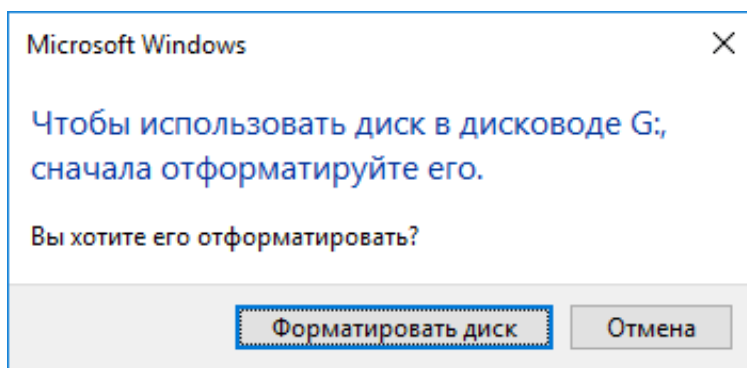 Microsoft Windows
Чтобы использовать диск в дисководе G:,
сначала отформатируйте его.
Вы хотите его отформатировать?
Форматировать диск
Отмена